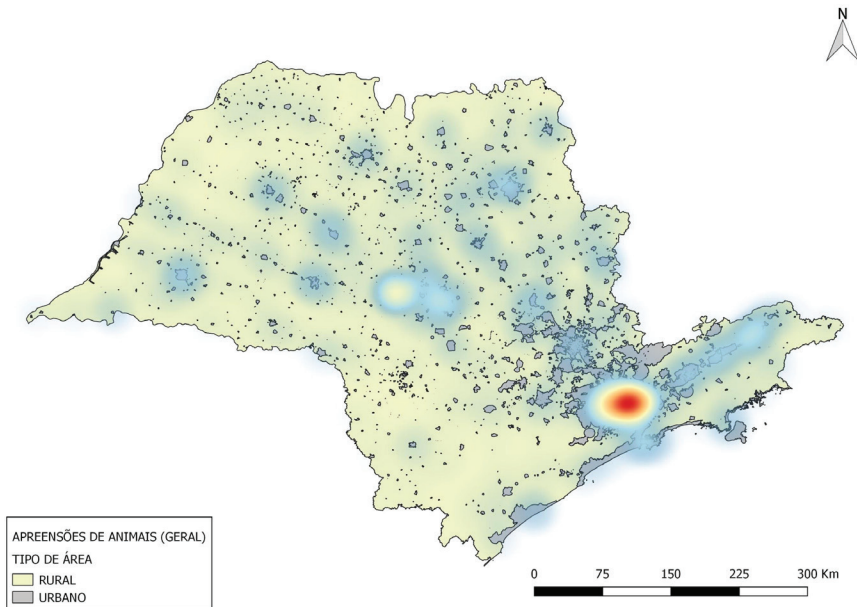 N
APREENSÕES DE ANIMAIS (GERAL)
TIPO DE ÁREA
RURAL
URBANO
0 75 150 225 300 Km